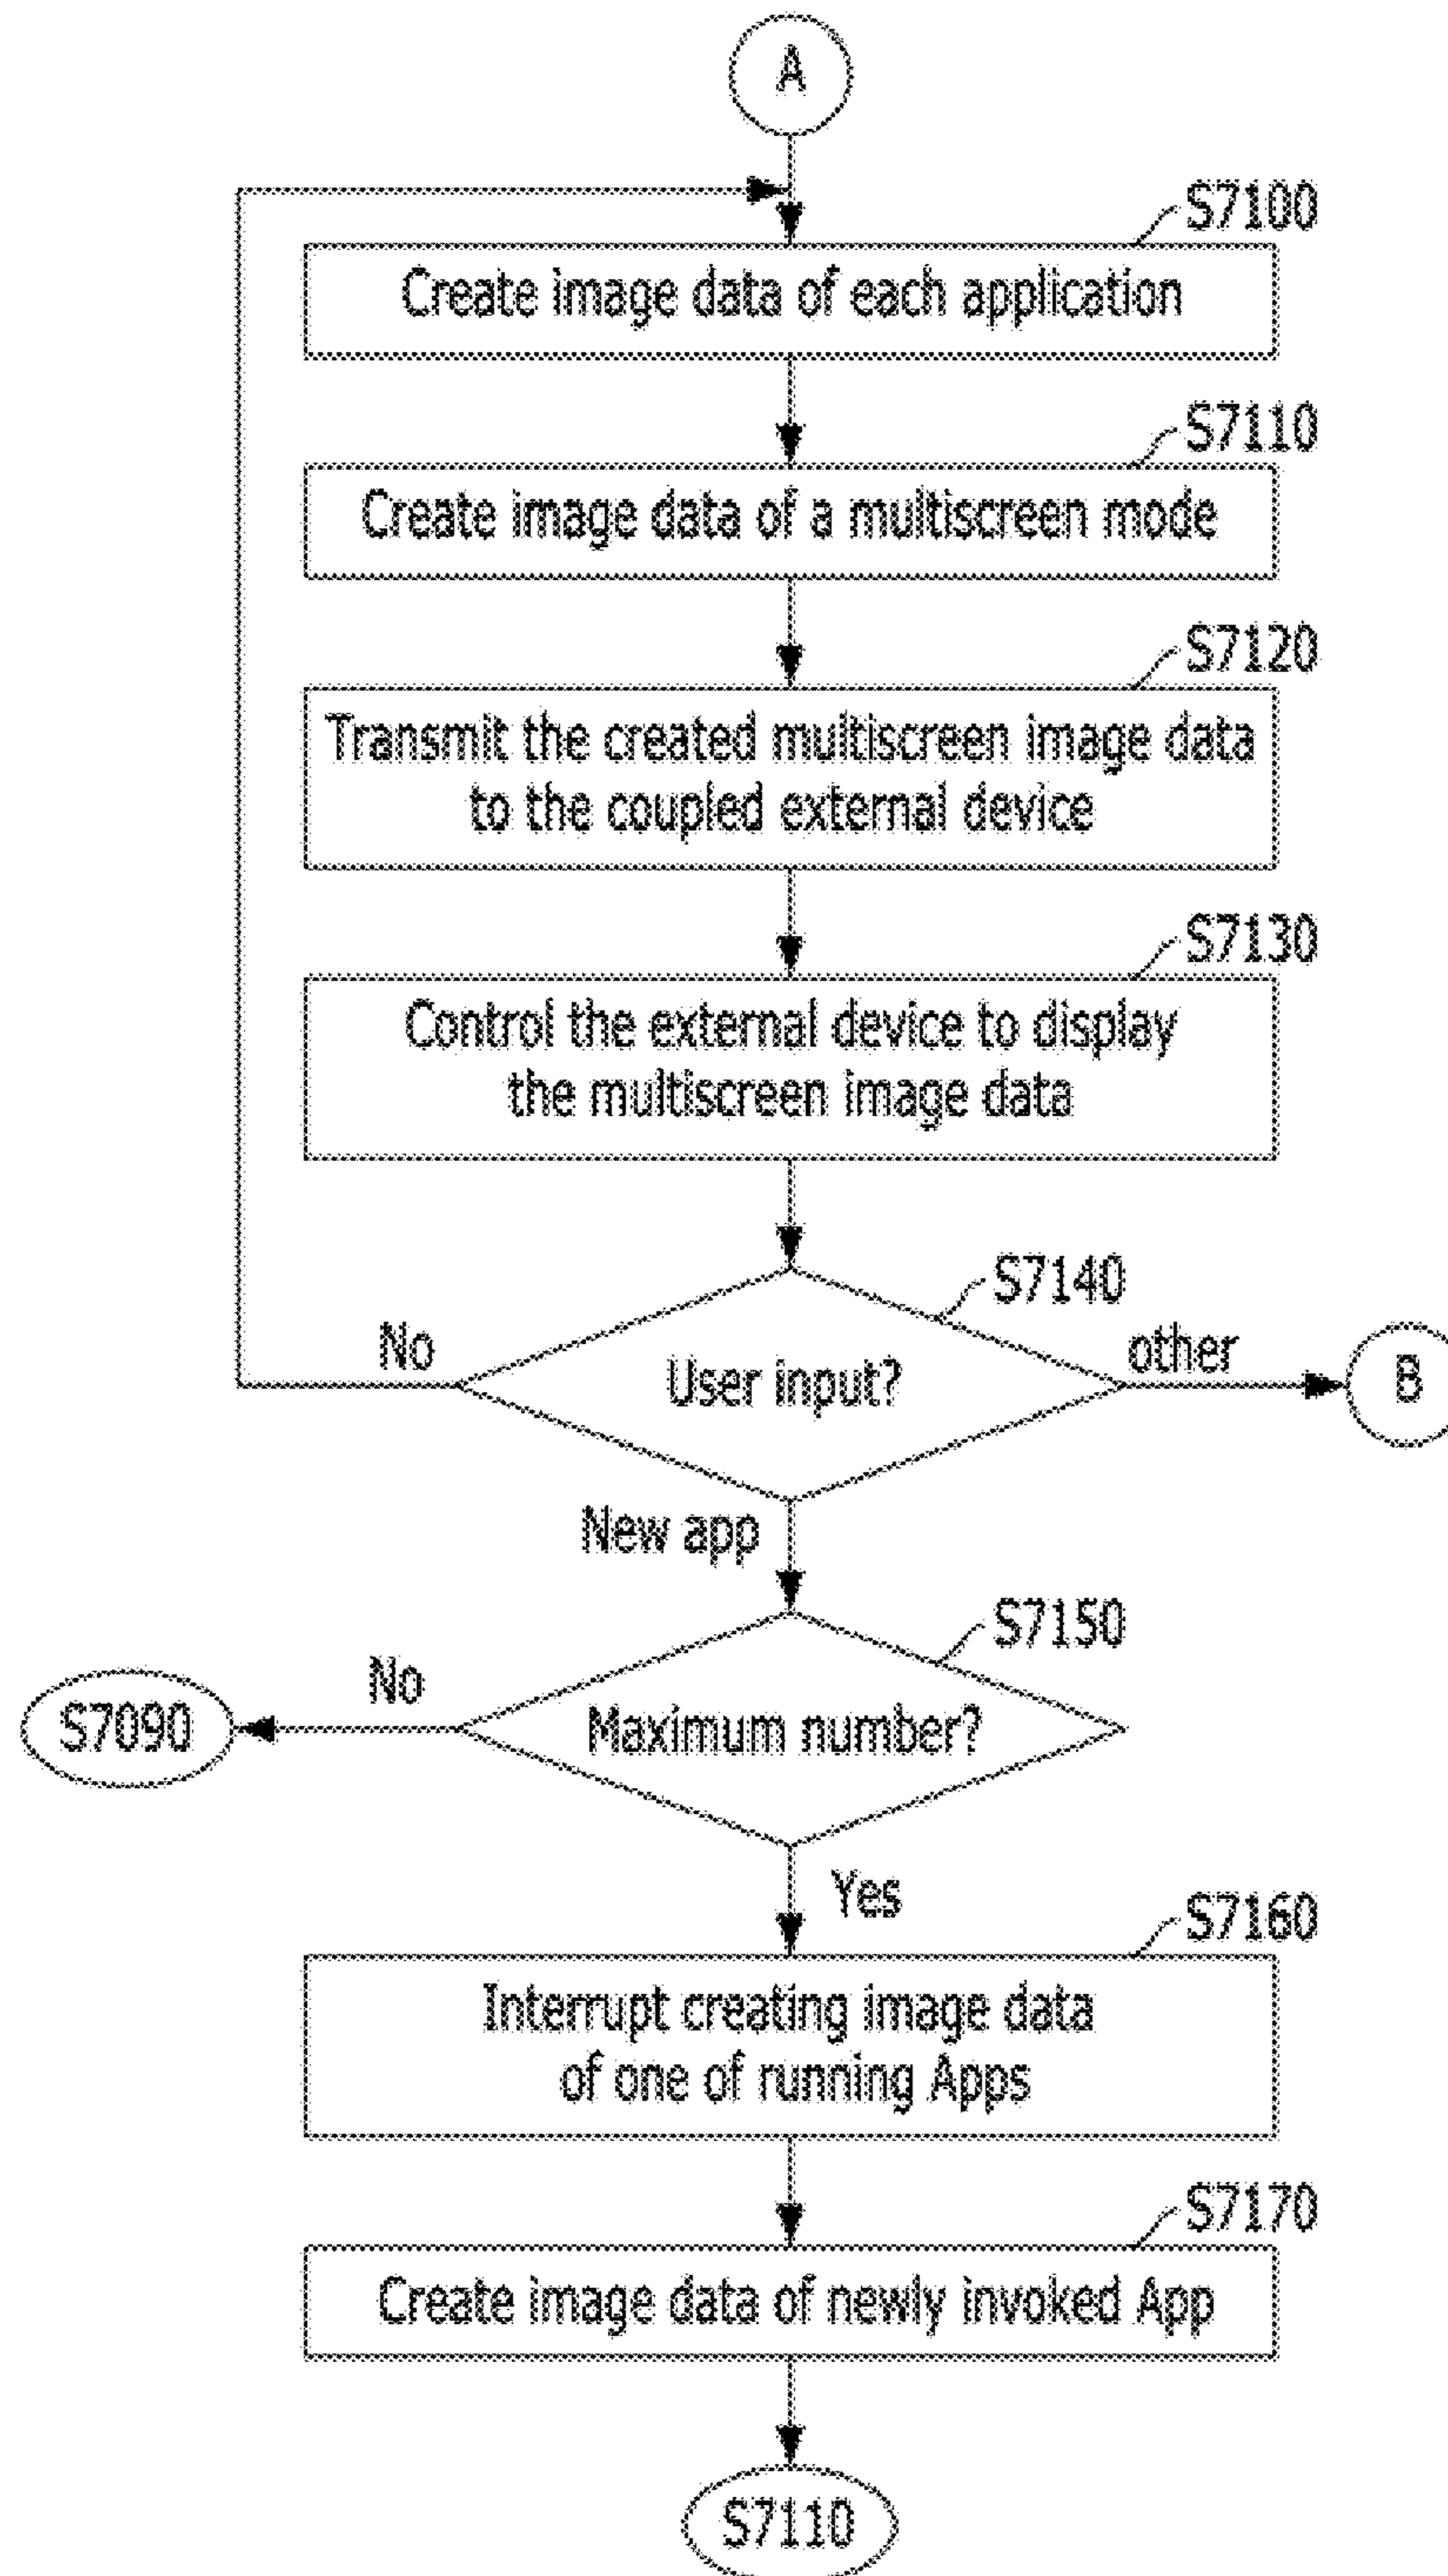 A
S7100
Create image data of each application
S7110
Create image data of a multiscreen mode
S7120
Transmit the created multiscreen image data
to the coupled external device
S7130
Control the external device to display
the multiscreen image data
S7140
No
User input?
other
B
New app
S7150
No
S7090
Maximum number?
Yes
S7160
Interrupt creating image data
of one of running Apps
S7170
Create image data of newly invoked App
S7110